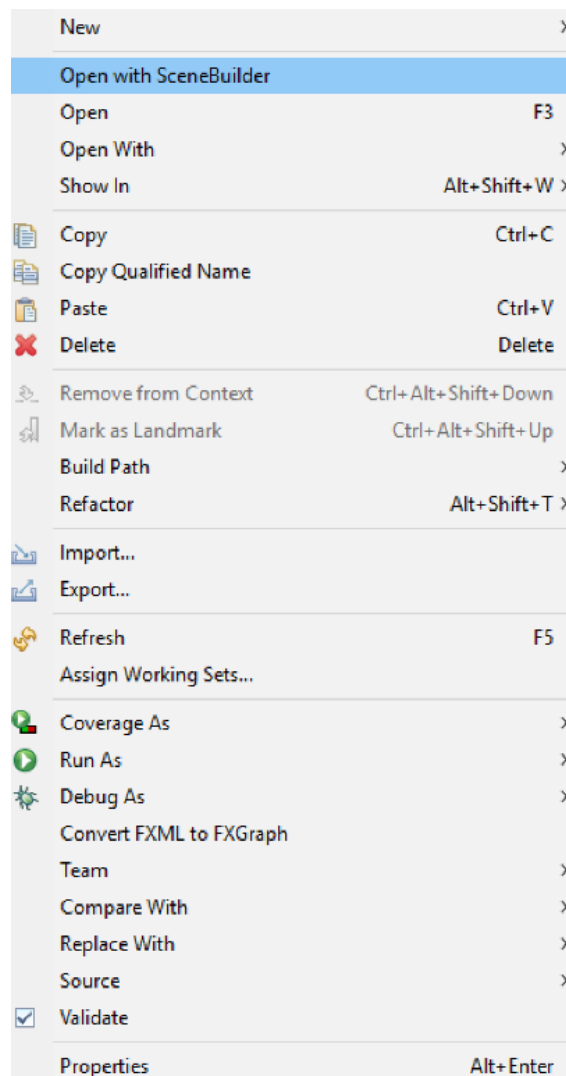 New
Open with SceneBuilder
Open F3
Open With
Show In Alt+Shift+W
Copy Ctrl+C
Copy Qualified Name
Paste Ctrl+V
Delete Delete
Remove from Context Ctrl+Alt+Shift+Down
Mark as Landmark Ctrl+Alt+Shift+Up
Build Path
Refactor Alt+Shift+T
Import...
Export...
Refresh F5
Assign Working Sets...
Coverage As
Run As
Debug As
Convert FXML to FXGraph
Team
Compare With
Replace With
Source
Validate
Properties Alt+Enter